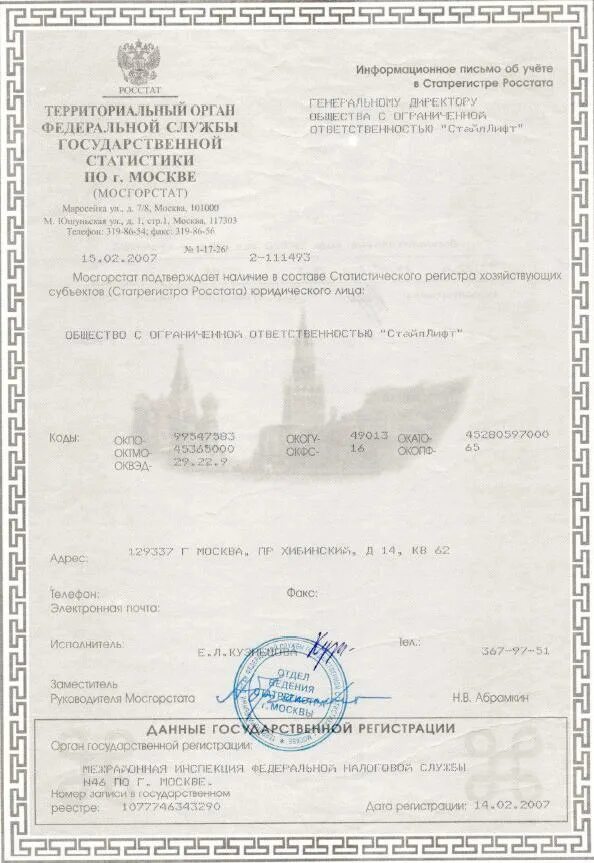 РОССТАТ
ТЕРРИТОРИАЛЬНЫЙ ОРГАН
ФЕДЕРАЛЬНОЙ СЛУЖБЫ
ГОСУДАРСТВЕННОЙ
СТАТИСТИКИ
ПО г. МОСКВЕ
(МОСГОРСТАТ)
Маросейка ул., д. 7/8, Москва, 101000
М. Юшуньская ул., д. 1, стр.1, Москва, 117303
Телефон: 319-86-54; факс: 319-86-56
15.02.2007 № 1-17-26/ 2-111493
Информационное письмо об учёте
в Статрегистре Росстата
ГЕНЕРАЛЬНОМУ ДИРЕКТОРУ
ОБЩЕСТВА С ОГРАНИЧЕННОЙ
ОТВЕТСТВЕННОСТЬЮ "СтайлЛифт"
Мосгорстат подтверждает наличие в составе Статистического регистра хозяйствующих
субъектов (Статрегистра Росстата) юридического лица:
ОБЩЕСТВО С ОГРАНИЧЕННОЙ ОТВЕТСТВЕННОСТЬЮ "СтайлЛифт"
Коды: ОКПО- 99547583 ОКОГУ- 49013 ОКАТО- 45280597000
ОКТМО- 45365000 ОКФС- 16 ОКОПФ- 65
ОКВЭД- 29.22.9
Адрес: 129337 Г МОСКВА, ПР ХИБИНСКИЙ, Д 14, КВ 62
Телефон: Факс:
Электронная почта:
Исполнитель: Е.Л.КУЗНЕЦОВА Тел.: 367-97-51
Заместитель
Руководителя Мосгорстата Н.В. Абрамкин
ОТДЕЛ
ВЕДЕНИЯ
СТАТРЕГИСТРА
г. МОСКВЫ
ДАННЫЕ ГОСУДАРСТВЕННОЙ РЕГИСТРАЦИИ
Орган государственной регистрации:
МЕЖРАЙОННАЯ ИНСПЕКЦИЯ ФЕДЕРАЛЬНОЙ НАЛОГОВОЙ СЛУЖБЫ
N46 ПО Г. МОСКВЕ.
Номер записи в государственном
реестре: 1077746343290 Дата регистрации: 14.02.2007